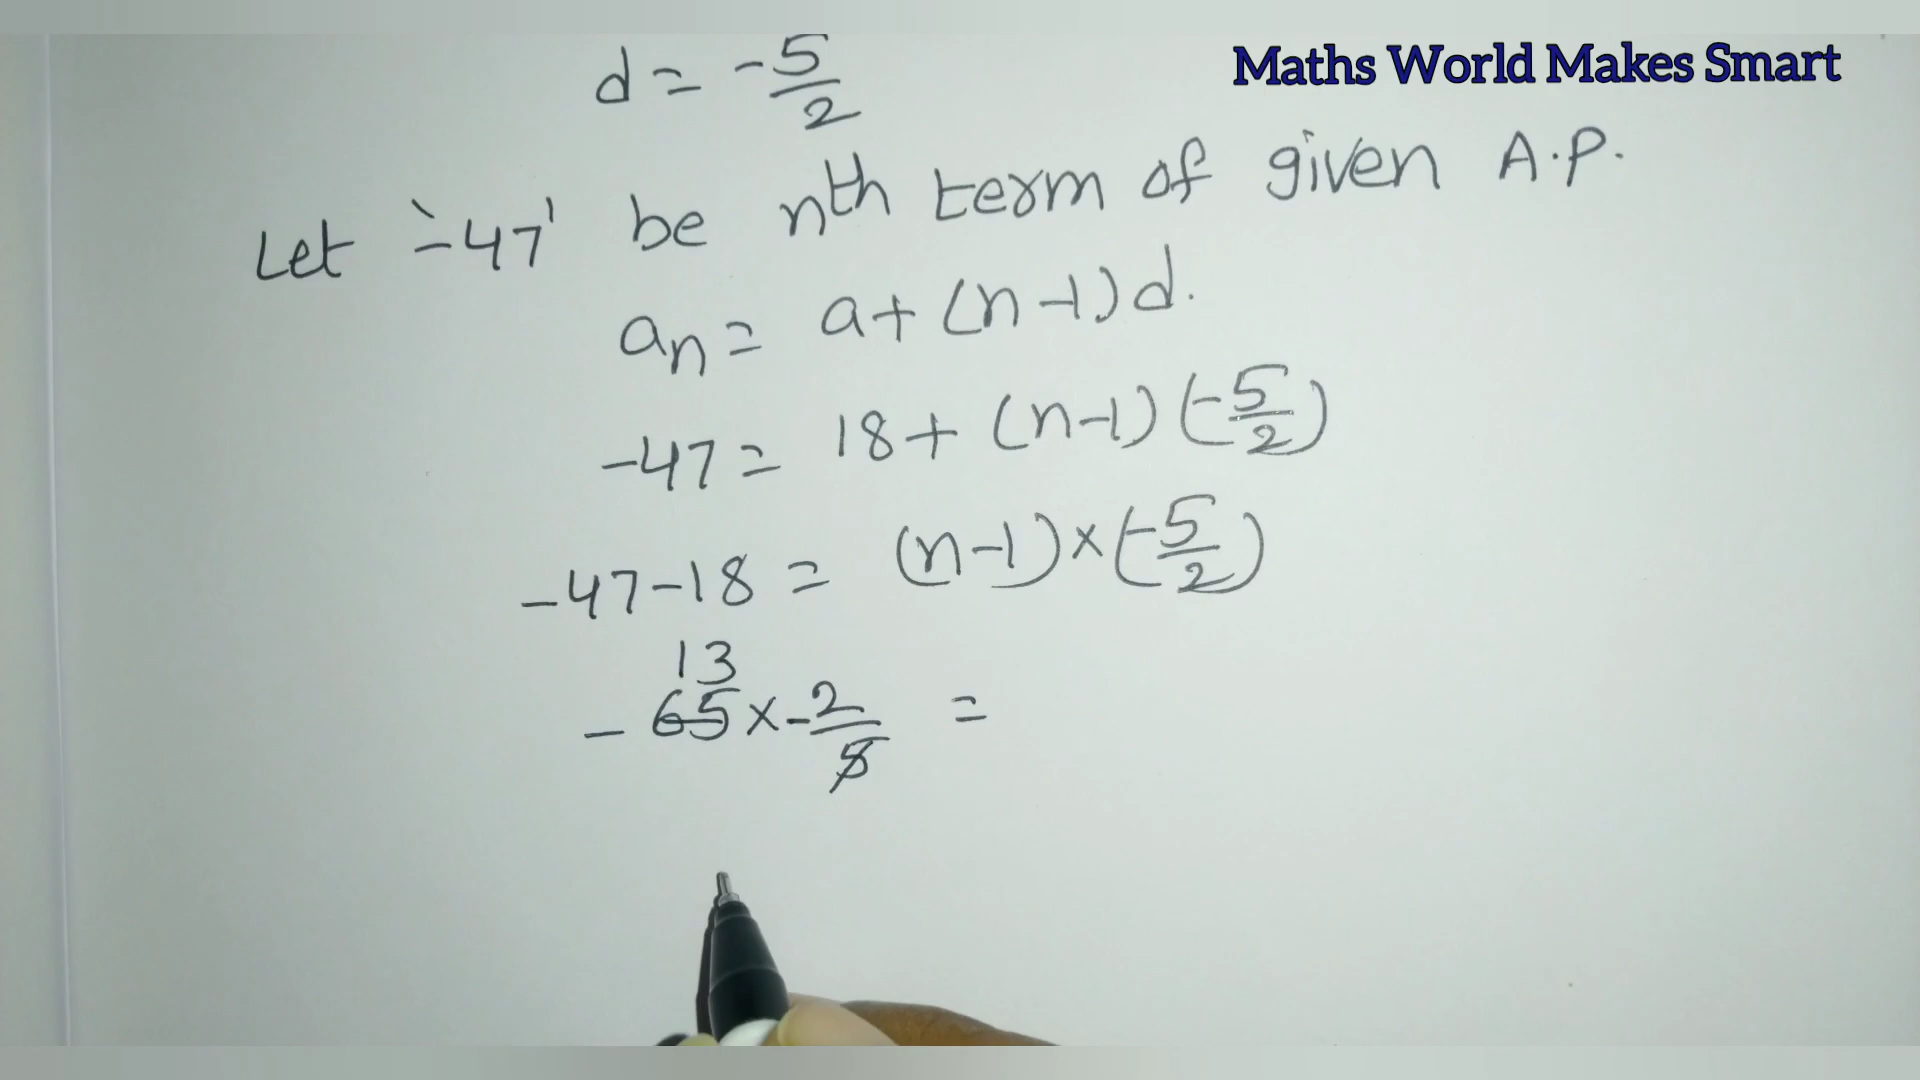 Maths World Makes Smart
d = -5/2
Let `-47' be nth term of given A.P.
an = a + (n-1)d.
-47 = 18 + (n-1)(-5/2)
-47-18 = (n-1)×(-5/2)
13
-65×-2/5 =